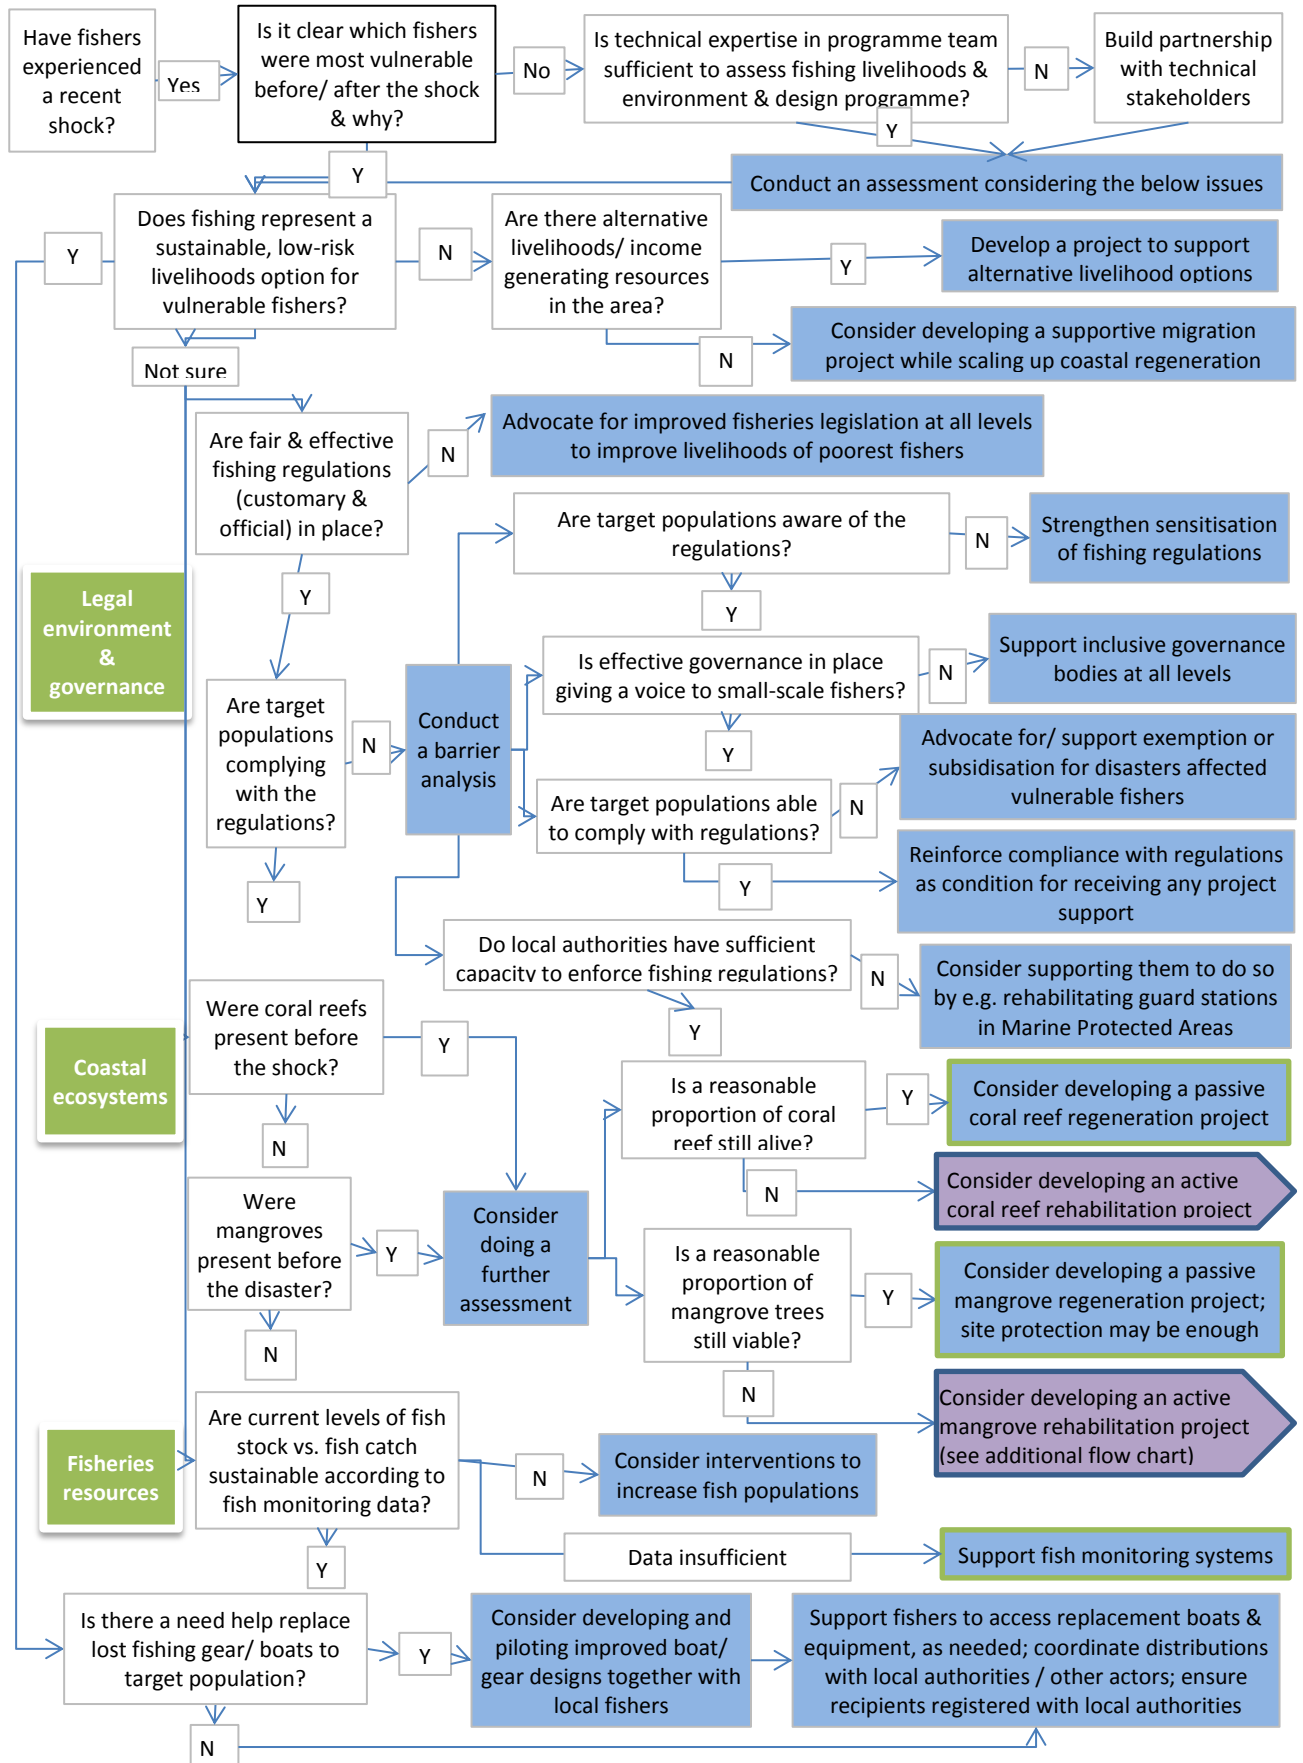 Have fishers
experienced
a recent
shock?
Yes
Is it clear which fishers
were most vulnerable
before/ after the shock
& why?
No
Is technical expertise in programme team
sufficient to assess fishing livelihoods &
environment & design programme?
N
Build partnership
with technical
stakeholders
Y
Y
Conduct an assessment considering the below issues
Y
Does fishing represent a
sustainable, low-risk
livelihoods option for
vulnerable fishers?
N
Are there alternative
livelihoods/ income
generating resources
in the area?
Y
Develop a project to support
alternative livelihood options
N
Consider developing a supportive migration
project while scaling up coastal regeneration
Not sure
Are fair & effective
fishing regulations
(customary &
official) in place?
N
Advocate for improved fisheries legislation at all levels
to improve livelihoods of poorest fishers
Are target populations aware of the
regulations?
N
Strengthen sensitisation
of fishing regulations
Legal
environment
&
governance
Y
Y
Is effective governance in place
giving a voice to small-scale fishers?
N
Support inclusive governance
bodies at all levels
Are target
populations
complying
with the
regulations?
N
Conduct
a barrier
analysis
Y
Are target populations able
to comply with regulations?
N
Advocate for/ support exemption or
subsidisation for disasters affected
vulnerable fishers
Y
Y
Reinforce compliance with regulations
as condition for receiving any project
support
Do local authorities have sufficient
capacity to enforce fishing regulations?
N
Consider supporting them to do so
by e.g. rehabilitating guard stations
in Marine Protected Areas
Y
Coastal
ecosystems
Were coral reefs
present before
the shock?
Y
N
Is a reasonable
proportion of coral
reef still alive?
Y
Consider developing a passive
coral reef regeneration project
N
Consider developing an active
coral reef rehabilitation project
Were
mangroves
present before
the disaster?
Y
Consider
doing a
further
assessment
N
Is a reasonable
proportion of
mangrove trees
still viable?
Y
Consider developing a passive
mangrove regeneration project;
site protection may be enough
N
Consider developing an active
mangrove rehabilitation project
(see additional flow chart)
Fisheries
resources
Are current levels of fish
stock vs. fish catch
sustainable according to
fish monitoring data?
N
Consider interventions to
increase fish populations
Data insufficient
Support fish monitoring systems
Y
Is there a need help replace
lost fishing gear/ boats to
target population?
Y
Consider developing and
piloting improved boat/
gear designs together with
local fishers
Support fishers to access replacement boats &
equipment, as needed; coordinate distributions
with local authorities / other actors; ensure
recipients registered with local authorities
N